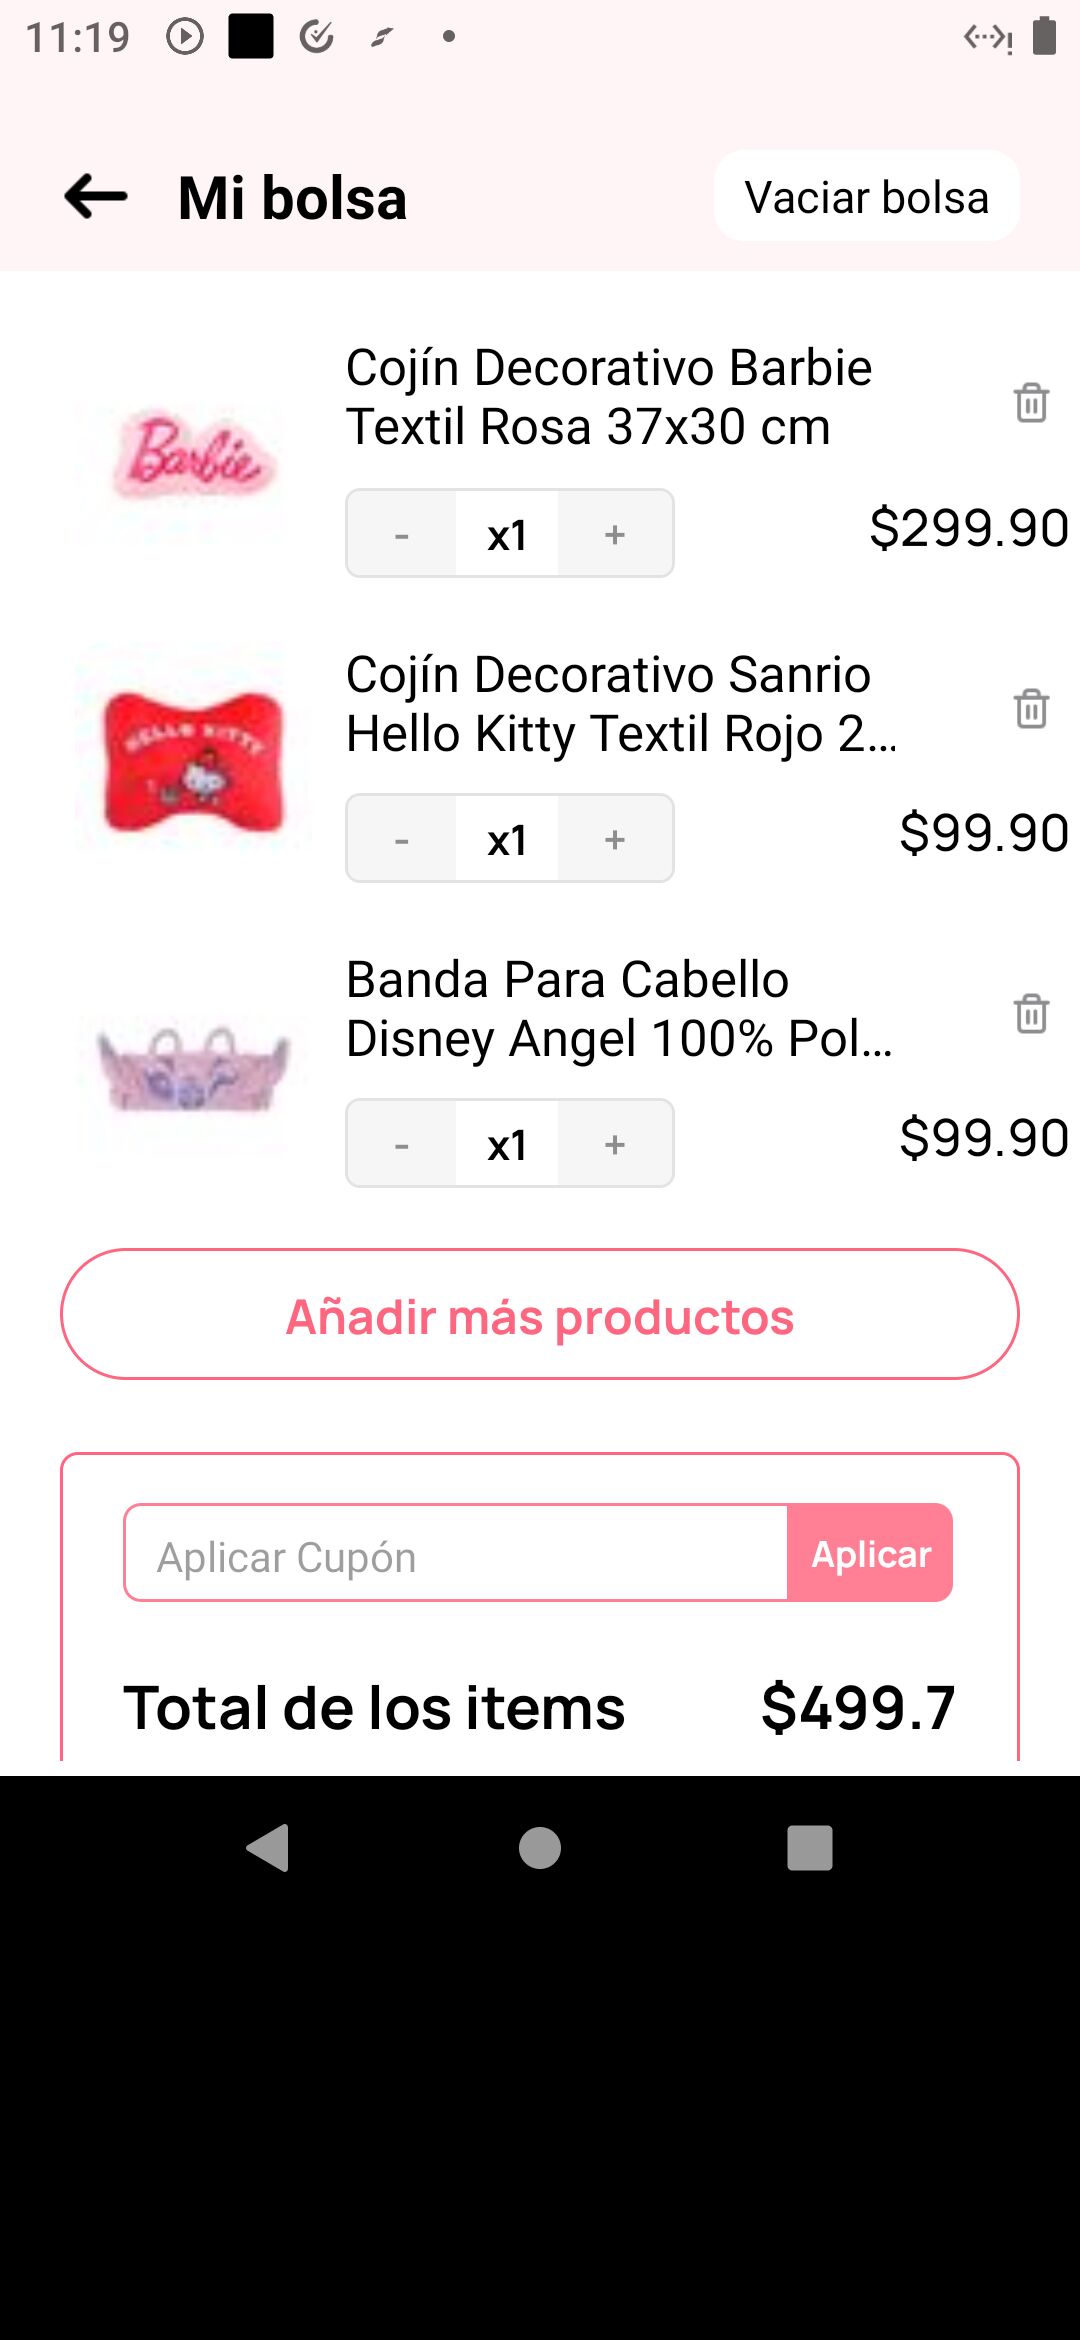 11:19
Mi bolsa
Vaciar bolsa
Barbie
Cojín Decorativo Barbie
Textil Rosa 37x30 cm
- x1 +
$299.90
HELLO KITTY
Cojín Decorativo Sanrio
Hello Kitty Textil Rojo 2...
- x1 +
$99.90
Banda Para Cabello
Disney Angel 100% Pol...
- x1 +
$99.90
Añadir más productos
Aplicar Cupón
Aplicar
Total de los items
$499.7